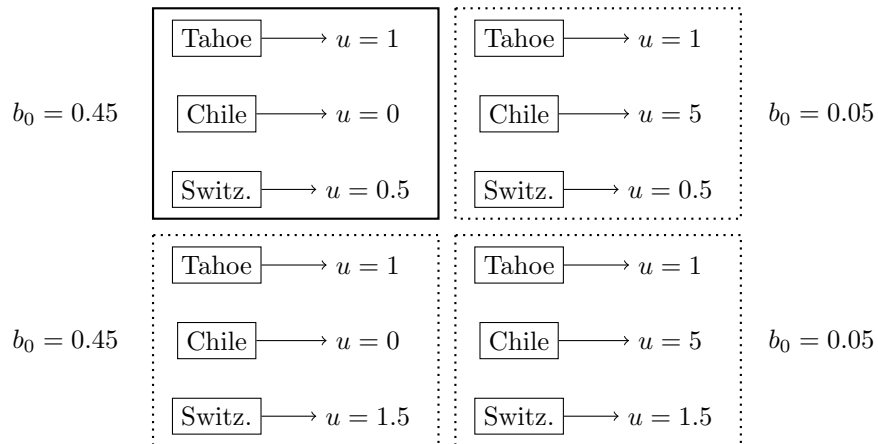 Tahoe u = 1 Tahoe u = 1
b₀ = 0.45 Chile u = 0 Chile u = 5 b₀ = 0.05
Switz. u = 0.5 Switz. u = 0.5
Tahoe u = 1 Tahoe u = 1
b₀ = 0.45 Chile u = 0 Chile u = 5 b₀ = 0.05
Switz. u = 1.5 Switz. u = 1.5